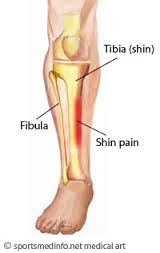 Tibia (shin)
Fibula
Shin pain
© sportsmedinfo.net medical art